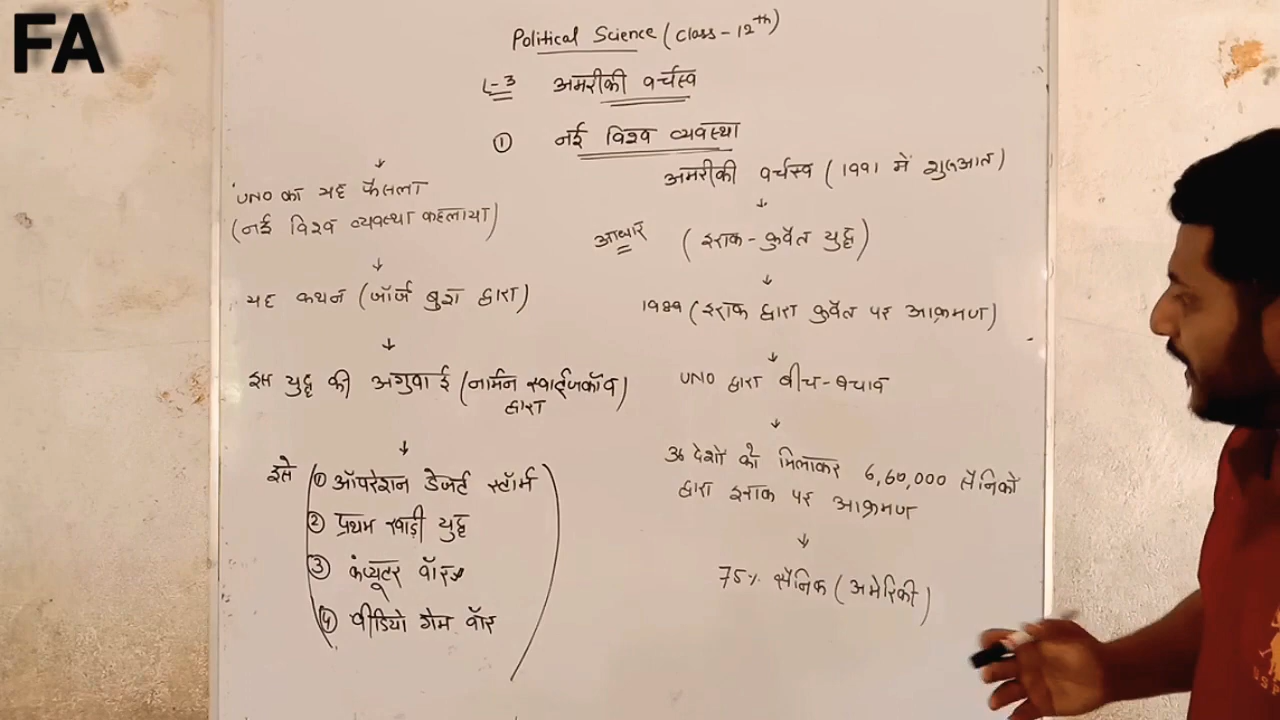 FA
Political Science (Class-12th)
L-3 अमरीकी वर्चस्व
① नई विश्व व्यवस्था
अमरीकी वर्चस्व (1991 में शुरुआत)
↓
आधार (इराक-कुवैत युद्ध)
↓
(इराक द्वारा कुवैत पर आक्रमण)
↓
UNO द्वारा बीच-बचाव
↓
देशों को मिलाकर 6,60,000 सैनिकों
द्वारा इराक पर आक्रमण
↓
75% सैनिक (अमेरिकी)
↓
UNO का यह फैसला
(नई विश्व व्यवस्था कहलाया)
↓
यह कथन (जॉर्ज बुश द्वारा)
↓
इस युद्ध की अगुवाई (नार्मन स्वार्ज़कॉव)
द्वारा
↓
इसे ① ऑपरेशन डेजर्ट स्टॉर्म
② प्रथम खाड़ी युद्ध
③ कंप्यूटर वॉर
④ वीडियो गेम वॉर